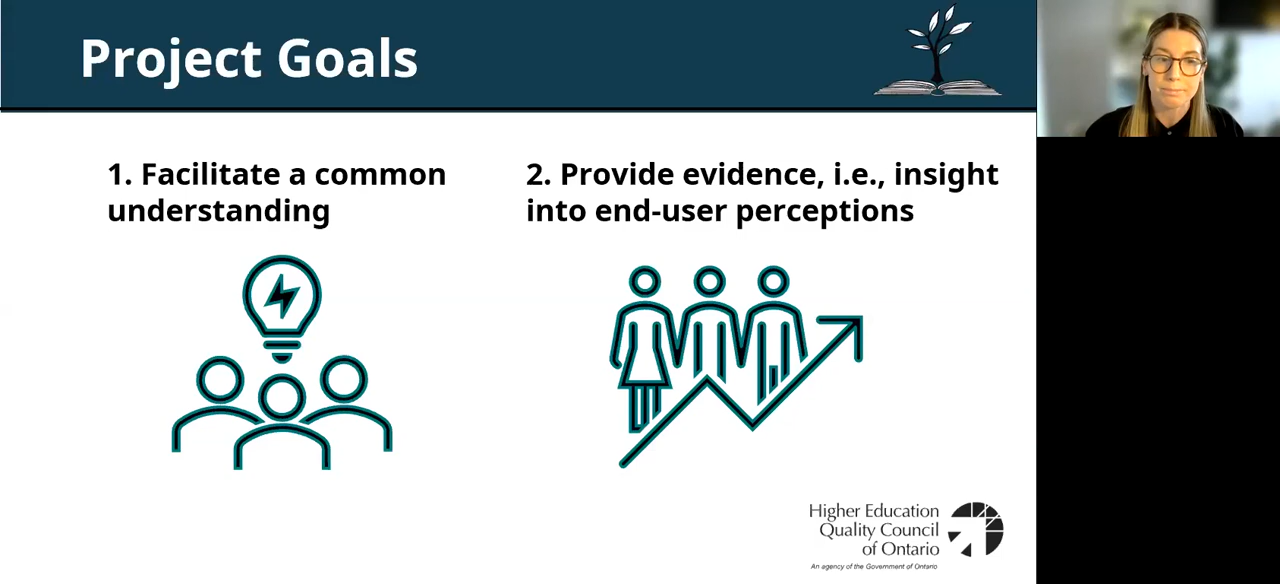 Project Goals
1. Facilitate a common
understanding
2. Provide evidence, i.e., insight
into end-user perceptions
Higher Education
Quality Council
of Ontario
An agency of the Government of Ontario